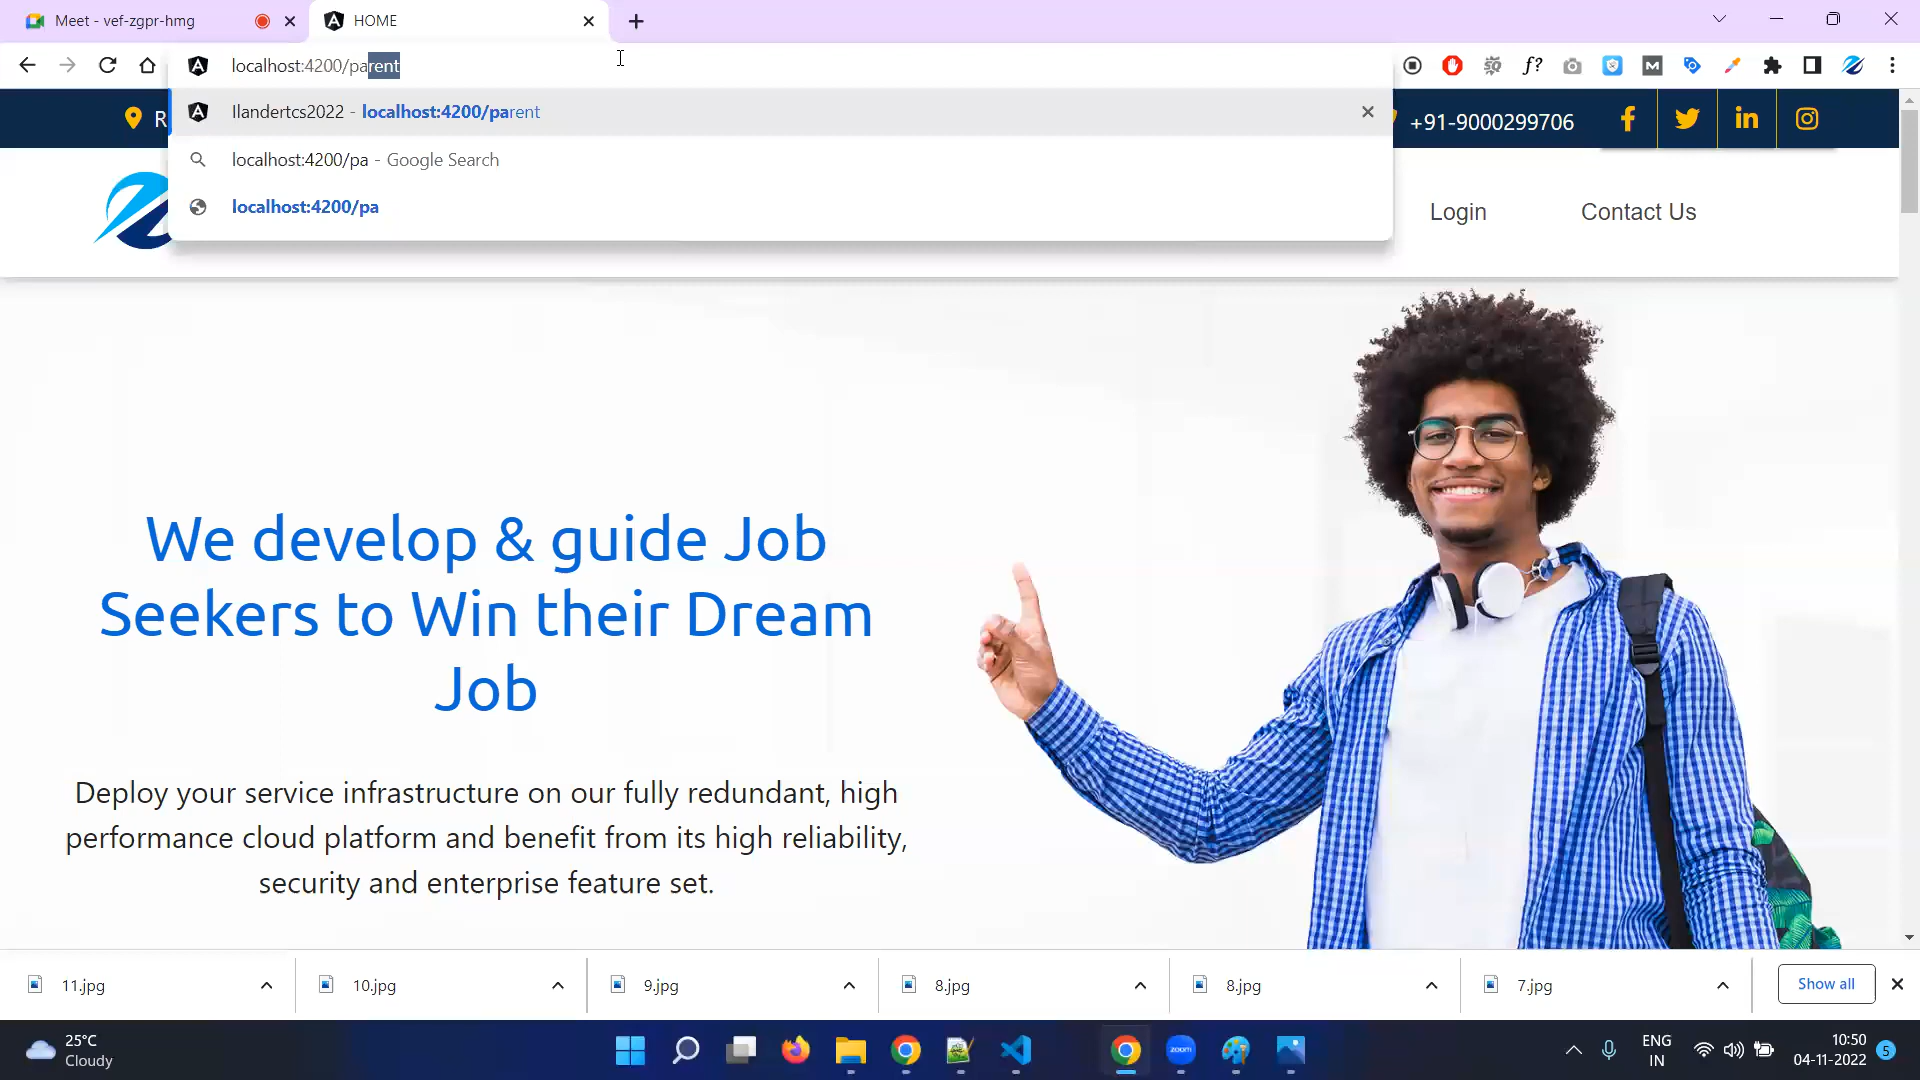 Meet - vef-zgpr-hmg
HOME
localhost:4200/parent
Ilandertcs2022 - localhost:4200/parent
localhost:4200/pa - Google Search
localhost:4200/pa
R
+91-9000299706
Login
Contact Us
We develop & guide Job
Seekers to Win their Dream
Job
Deploy your service infrastructure on our fully redundant, high
performance cloud platform and benefit from its high reliability,
security and enterprise feature set.
11.jpg
10.jpg
9.jpg
8.jpg
8.jpg
7.jpg
Show all
25°C
Cloudy
zoom
ENG
IN
10:50
04-11-2022
5